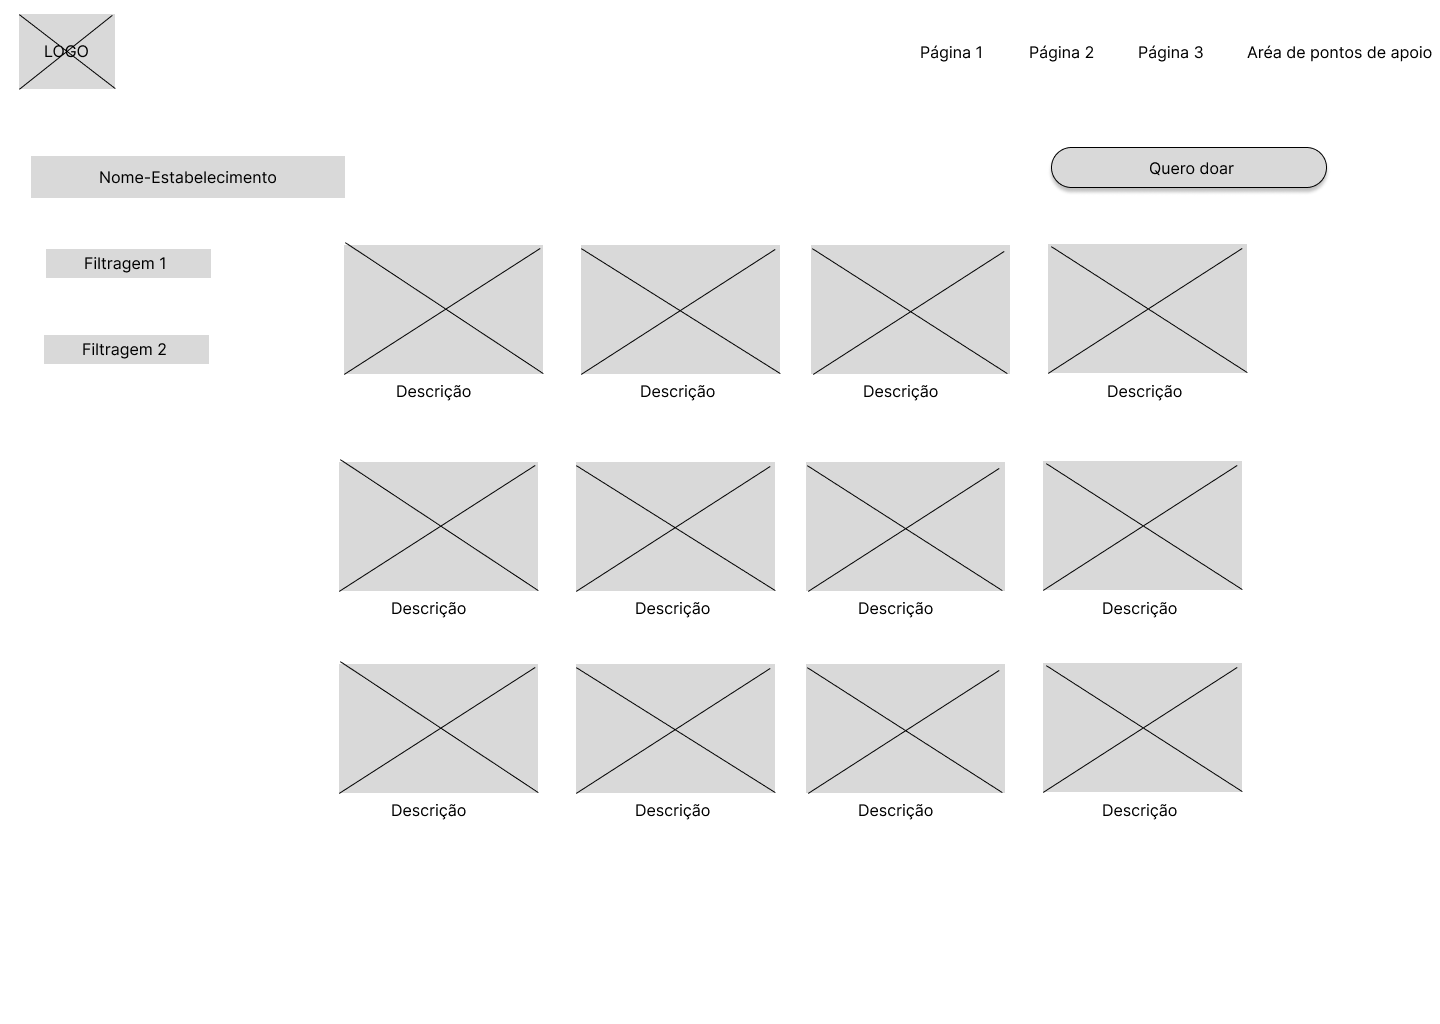 LOGO
Página 1
Página 2
Página 3
Aréa de pontos de apoio
Nome-Estabelecimento
Quero doar
Filtragem 1
Filtragem 2
Descrição
Descrição
Descrição
Descrição
Descrição
Descrição
Descrição
Descrição
Descrição
Descrição
Descrição
Descrição